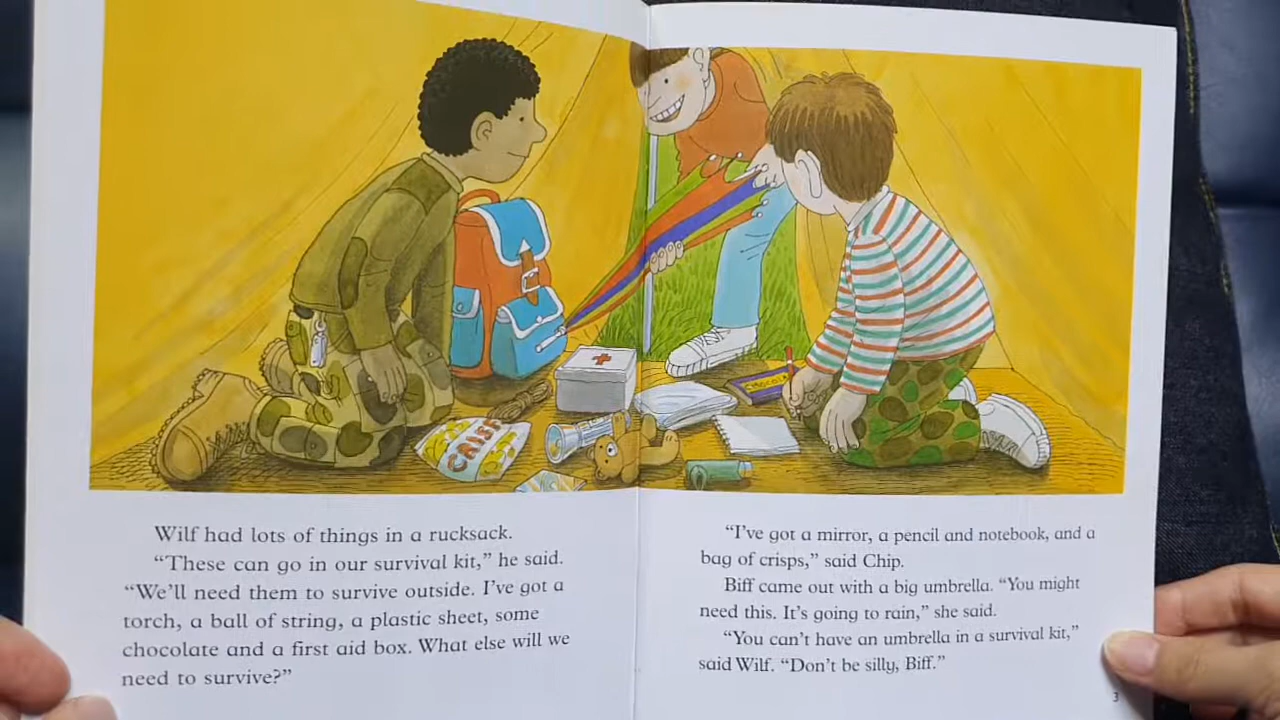 CRISPS
CHOCOLA
Wilf had lots of things in a rucksack.
“These can go in our survival kit,” he said.
“We’ll need them to survive outside. I’ve got a
torch, a ball of string, a plastic sheet, some
chocolate and a first aid box. What else will we
need to survive?”
“I’ve got a mirror, a pencil and notebook, and a
bag of crisps,” said Chip.
Biff came out with a big umbrella. “You might
need this. It’s going to rain,” she said.
“You can’t have an umbrella in a survival kit,”
said Wilf. “Don’t be silly, Biff.”
3